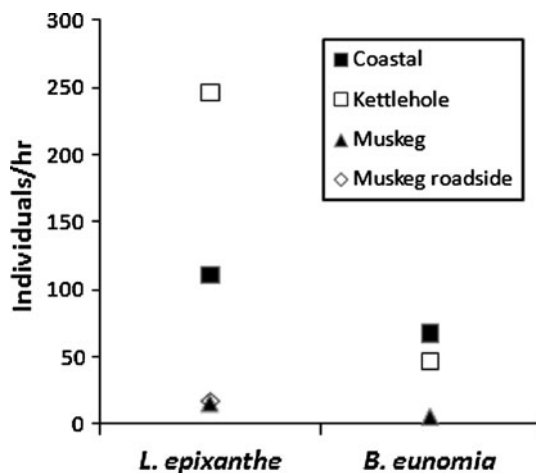 300
250
200
150
100
50
0
Individuals/hr
Coastal
Kettlehole
Muskeg
Muskeg roadside
L. epixanthe B. eunomia